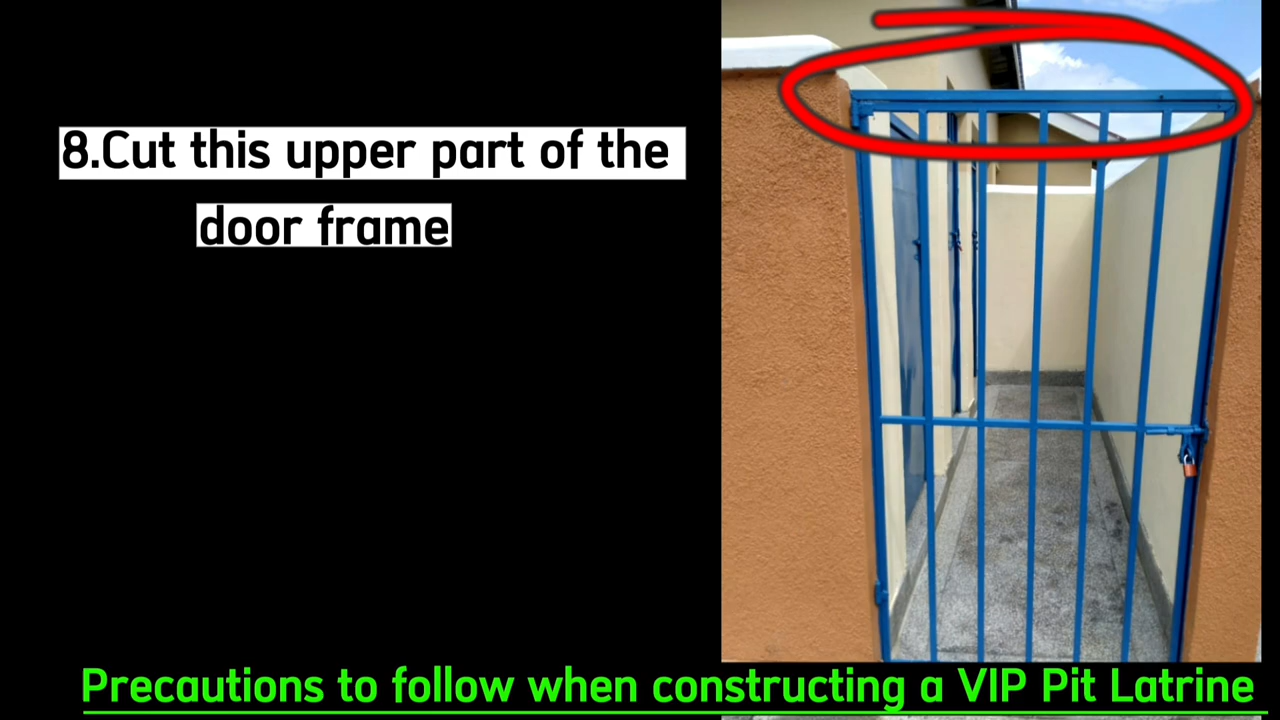 8.Cut this upper part of the
door frame
Precautions to follow when constructing a VIP Pit Latrine